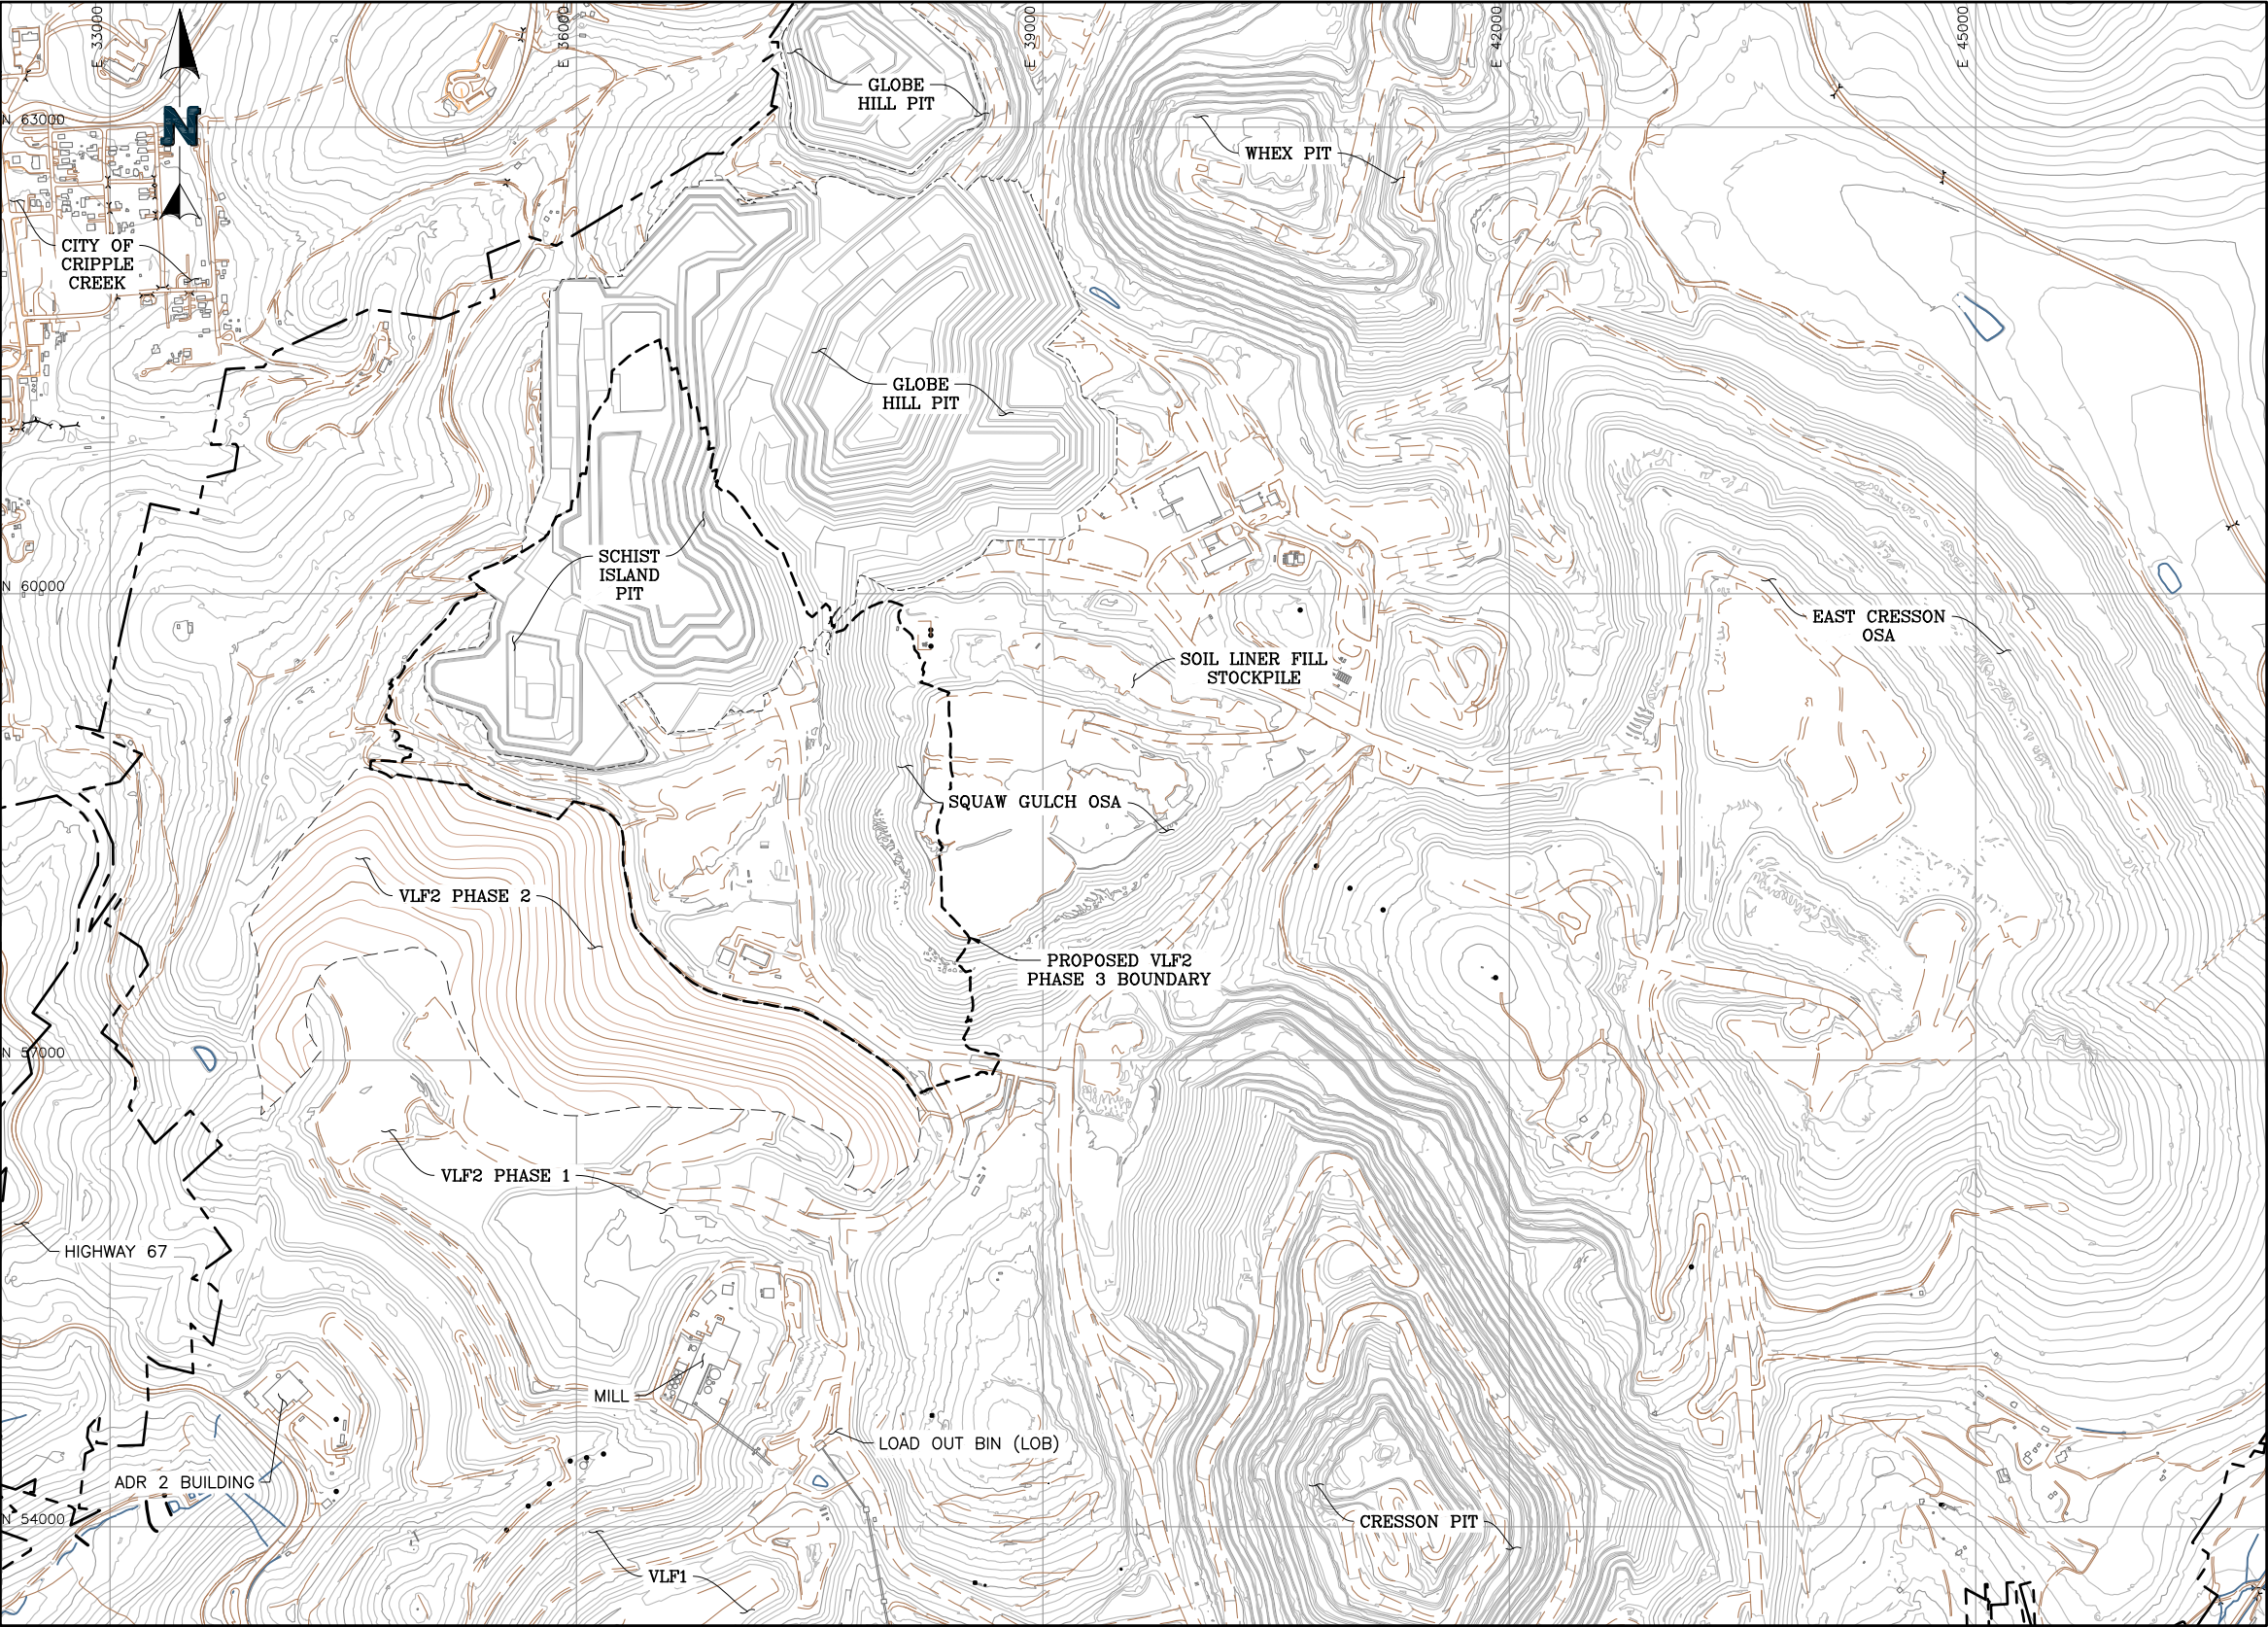 E 33000
E 36000
E 39000
E 42000
E 45000
N 63000
N
GLOBE
HILL PIT
WHEX PIT
CITY OF
CRIPPLE
CREEK
GLOBE
HILL PIT
SCHIST
ISLAND
PIT
N 60000
EAST CRESSON
OSA
SOIL LINER FILL
STOCKPILE
SQUAW GULCH OSA
VLF2 PHASE 2
PROPOSED VLF2
PHASE 3 BOUNDARY
N 57000
VLF2 PHASE 1
HIGHWAY 67
MILL
LOAD OUT BIN (LOB)
ADR 2 BUILDING
N 54000
CRESSON PIT
VLF1